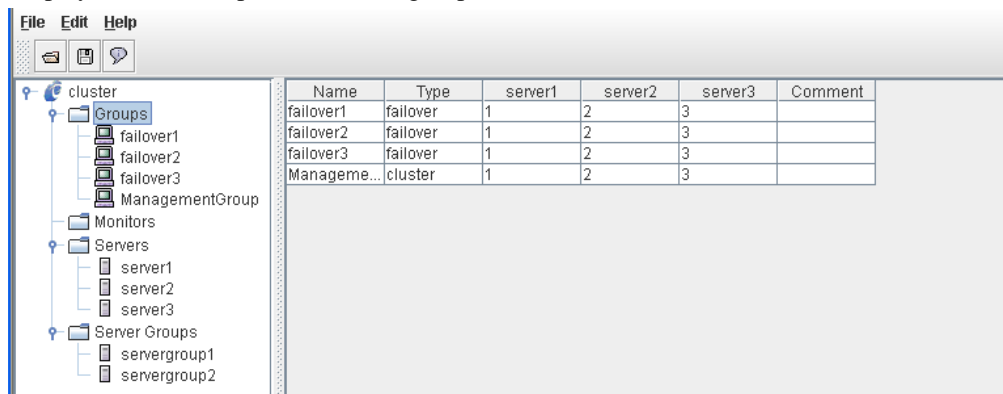 File Edit Help
cluster
Groups
failover1
failover2
failover3
ManagementGroup
Monitors
Servers
server1
server2
server3
Server Groups
servergroup1
servergroup2
Name Type server1 server2 server3 Comment
failover1 failover 1 2 3
failover2 failover 1 2 3
failover3 failover 1 2 3
Manageme... cluster 1 2 3